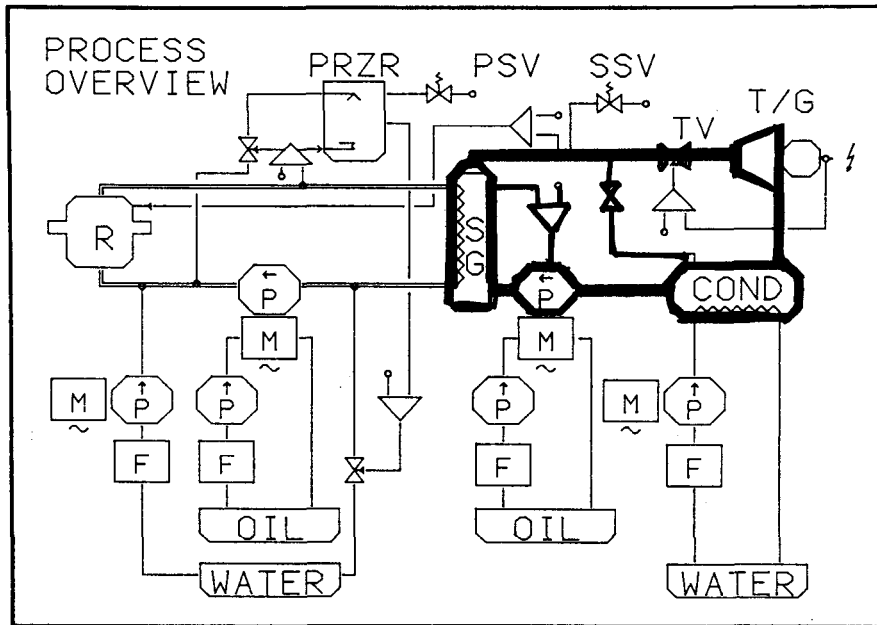 PROCESS
OVERVIEW
PRZR
PSV
SSV
T/G
TV
R
S
G
P
P
COND
M
M
M
P
P
P
M
P
F
F
F
F
OIL
OIL
WATER
WATER